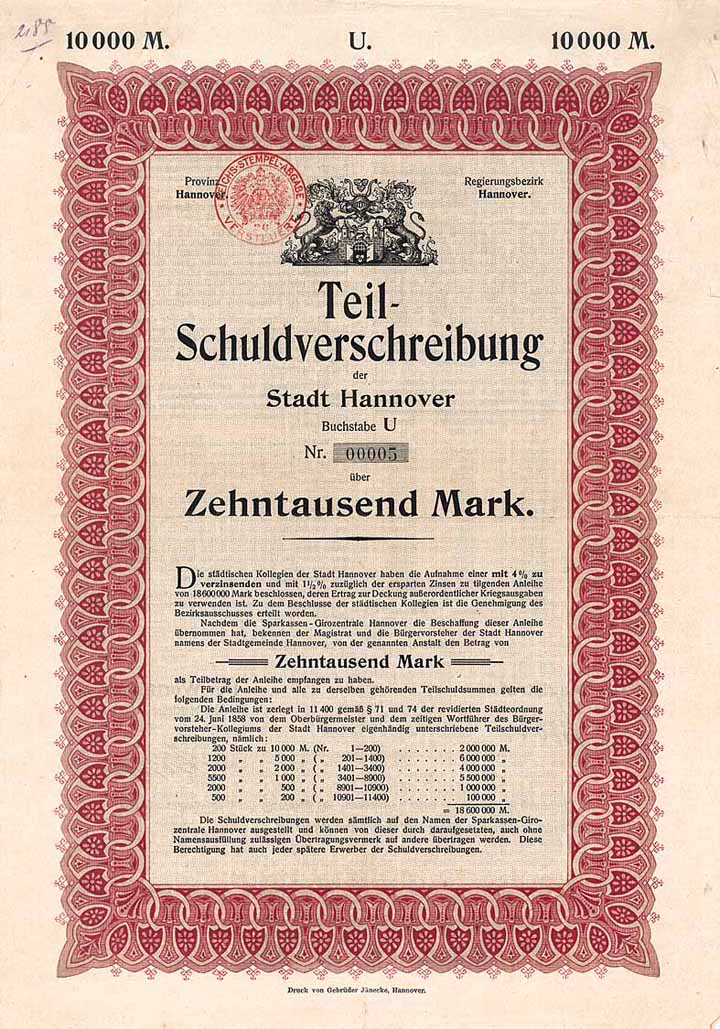 2188
10 000 M. U. 10 000 M.
Provinz Hannover.
REICHS-STEMPEL-ABGABE
VERSTEUERT
Regierungsbezirk
Hannover.
Teil-
Schuldverschreibung
der
Stadt Hannover
Buchstabe U
Nr. 00005
über
Zehntausend Mark.
Die städtischen Kollegien der Stadt Hannover haben die Aufnahme einer mit 4% zu
verzinsenden und mit 1½% zuzüglich der ersparten Zinsen zu tilgenden Anleihe
von 18 600 000 Mark beschlossen, deren Ertrag zur Deckung außerordentlicher Kriegsausgaben
zu verwenden ist. Zu dem Beschlusse der städtischen Kollegien ist die Genehmigung des
Bezirksausschusses erteilt worden.
Nachdem die Sparkassen-Girozentrale Hannover die Beschaffung dieser Anleihe
übernommen hat, bekennen der Magistrat und die Bürgervorsteher der Stadt Hannover
namens der Stadtgemeinde Hannover, von der genannten Anstalt den Betrag von
Zehntausend Mark
als Teilbetrag der Anleihe empfangen zu haben.
Für die Anleihe und alle zu derselben gehörenden Teilschuldsummen gelten die
folgenden Bedingungen:
Die Anleihe ist zerlegt in 11 400 gemäß § 71 und 74 der revidierten Städteordnung
vom 24. Juni 1858 von dem Oberbürgermeister und dem zeitigen Wortführer des Bürger-
vorsteher-Kollegiums der Stadt Hannover eigenhändig unterschriebene Teilschuldver-
schreibungen, nämlich:
200 Stück zu 10 000 M. (Nr. 1—200) . . . . . . . . 2 000 000 M.
1200 „ „ 5 000 „ ( „ 201—1400) . . . . . . . . 6 000 000 „
2000 „ „ 2 000 „ ( „ 1401—3400) . . . . . . . . 4 000 000 „
5500 „ „ 1 000 „ ( „ 3401—8900) . . . . . . . . 5 500 000 „
2000 „ „ 500 „ ( „ 8901—10900) . . . . . . . . 1 000 000 „
500 „ „ 200 „ ( „ 10901—11400) . . . . . . . . 100 000 „
= 18 600 000 M.
Die Schuldverschreibungen werden sämtlich auf den Namen der Sparkassen-Giro-
zentrale Hannover ausgestellt und können von dieser durch daraufgesetzten, auch ohne
Namensausfüllung zulässigen Übertragungsvermerk auf andere übertragen werden. Diese
Berechtigung hat auch jeder spätere Erwerber der Schuldverschreibungen.
Druck von Gebrüder Jänecke, Hannover.